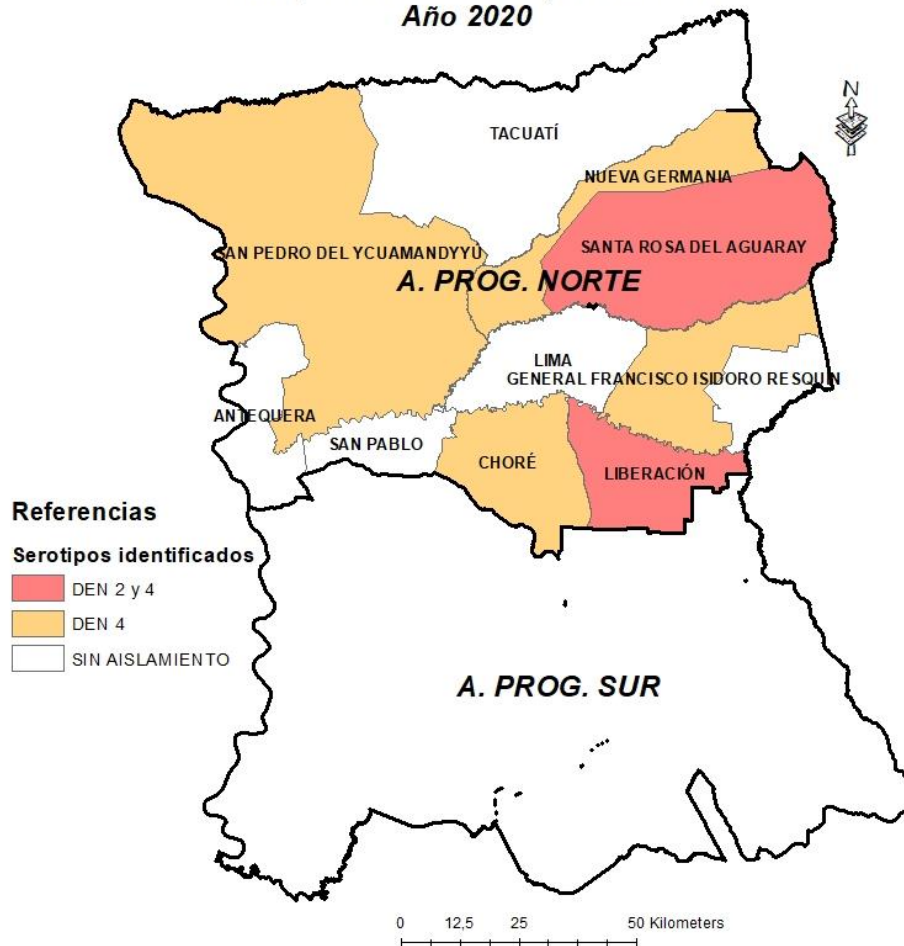 Año 2020
N
TACUATÍ
NUEVA GERMANIA
SANTA ROSA DEL AGUARAY
SAN PEDRO DEL YCUAMANDYYÚ
A. PROG. NORTE
LIMA
GENERAL FRANCISCO ISIDORO RESQUIN
ANTEQUERA
SAN PABLO
CHORÉ
LIBERACIÓN
Referencias
Serotipos identificados
DEN 2 y 4
DEN 4
SIN AISLAMIENTO
A. PROG. SUR
0 12,5 25 50 Kilometers